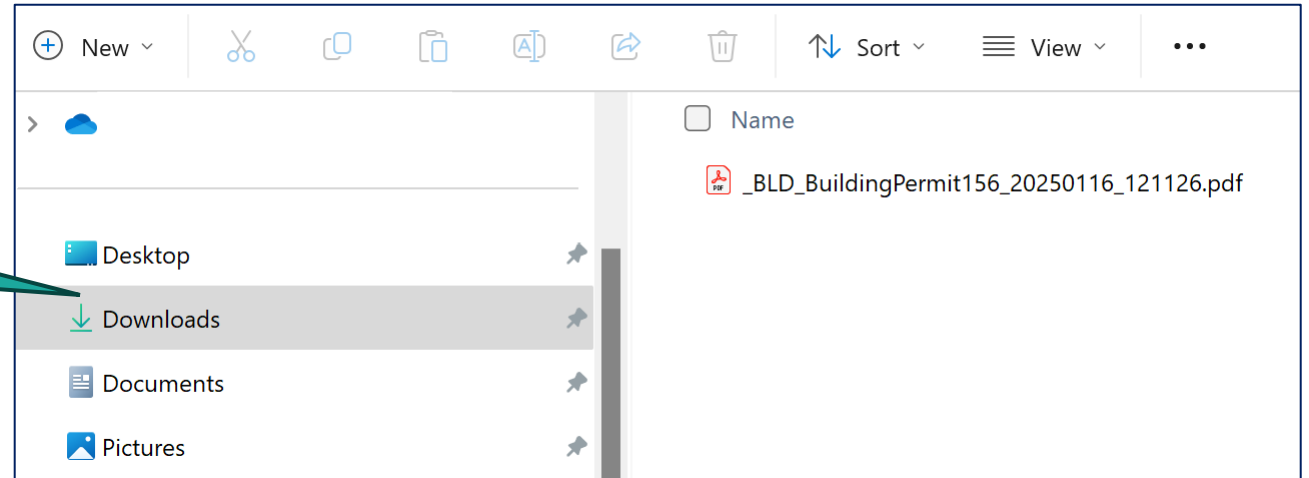 New Sort View
Name
_BLD_BuildingPermit156_20250116_121126.pdf
Desktop
Downloads
Documents
Pictures